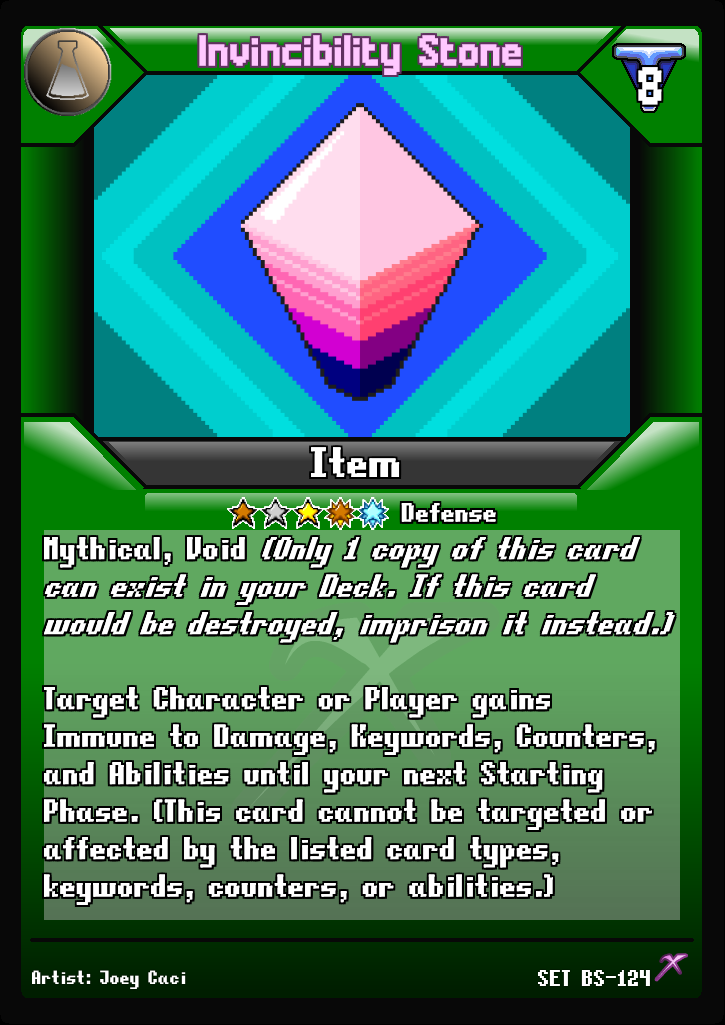 Invincibility Stone
8
Item
Defense
Mythical, Void (Only 1 copy of this card
can exist in your Deck. If this card
would be destroyed, imprison it instead.)
Target Character or Player gains
Immune to Damage, Keywords, Counters,
and Abilities until your next Starting
Phase. (This card cannot be targeted or
affected by the listed card types,
keywords, counters, or abilities.)
Artist: Joey Caci
SET BS-124